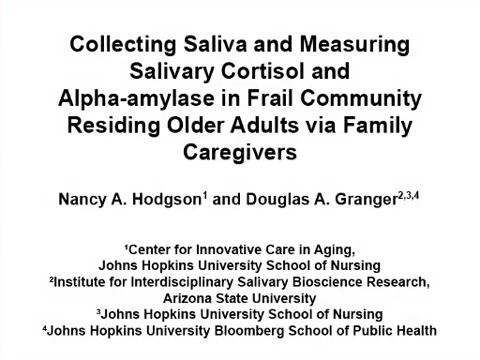 Collecting Saliva and Measuring
Salivary Cortisol and
Alpha-amylase in Frail Community
Residing Older Adults via Family
Caregivers
Nancy A. Hodgson¹ and Douglas A. Granger²,³,⁴
¹Center for Innovative Care in Aging,
Johns Hopkins University School of Nursing
²Institute for Interdisciplinary Salivary Bioscience Research,
Arizona State University
³Johns Hopkins University School of Nursing
⁴Johns Hopkins University Bloomberg School of Public Health